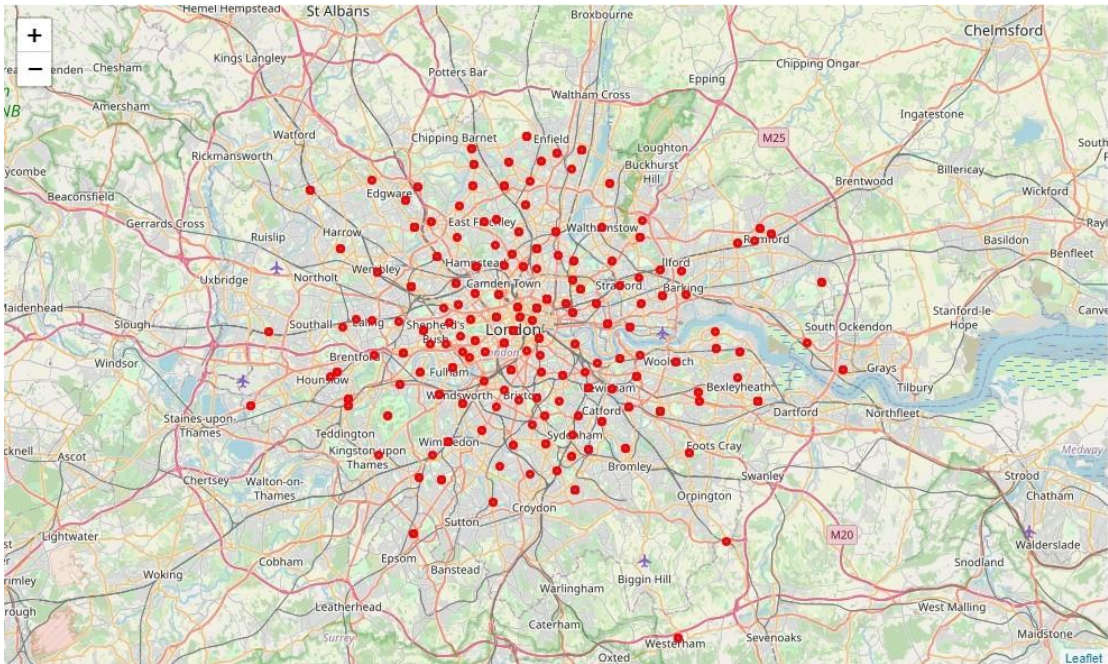 Hemel Hempstead
St Albans
Broxbourne
Chelmsford
+
−
Kings Langley
Chipping Ongar
Chesham
Potters Bar
Epping
Waltham Cross
Amersham
Ingatestone
NB
Watford
Chipping Barnet
Enfield
M25
Loughton
Rickmansworth
Buckhurst
Hill
Billericay
Beaconsfield
Edgware
Brentwood
Wickford
Gerrards Cross
East Finchley
Walthamstow
Harrow
Romford
Basildon
Ruislip
Benfleet
Hampstead
Ilford
Wembley
Uxbridge
Northolt
Camden Town
Stratford
Barking
Maidenhead
Stanford-le
Hope
Slough
Southall
Ealing
Shepherd's
Bush
London
South Ockendon
London
Windsor
Brentford
Woolwich
Grays
Hounslow
Fulham
Tilbury
Wandsworth
Brixton
Lewisham
Bexleyheath
Staines-upon
Thames
Catford
Dartford
Northfleet
Teddington
Wimbledon
Sydenham
Foots Cray
Kingston upon
Thames
Ascot
Bromley
Medway
Chertsey
Walton-on-
Thames
Swanley
Strood
Orpington
Chatham
Croydon
Sutton
M20
Lightwater
Epsom
Walderslade
Cobham
Banstead
Snodland
Woking
Biggin Hill
Warlingham
Leatherhead
West Malling
Caterham
Surrey
Westerham
Sevenoaks
Maidstone
Oxted
Leaflet